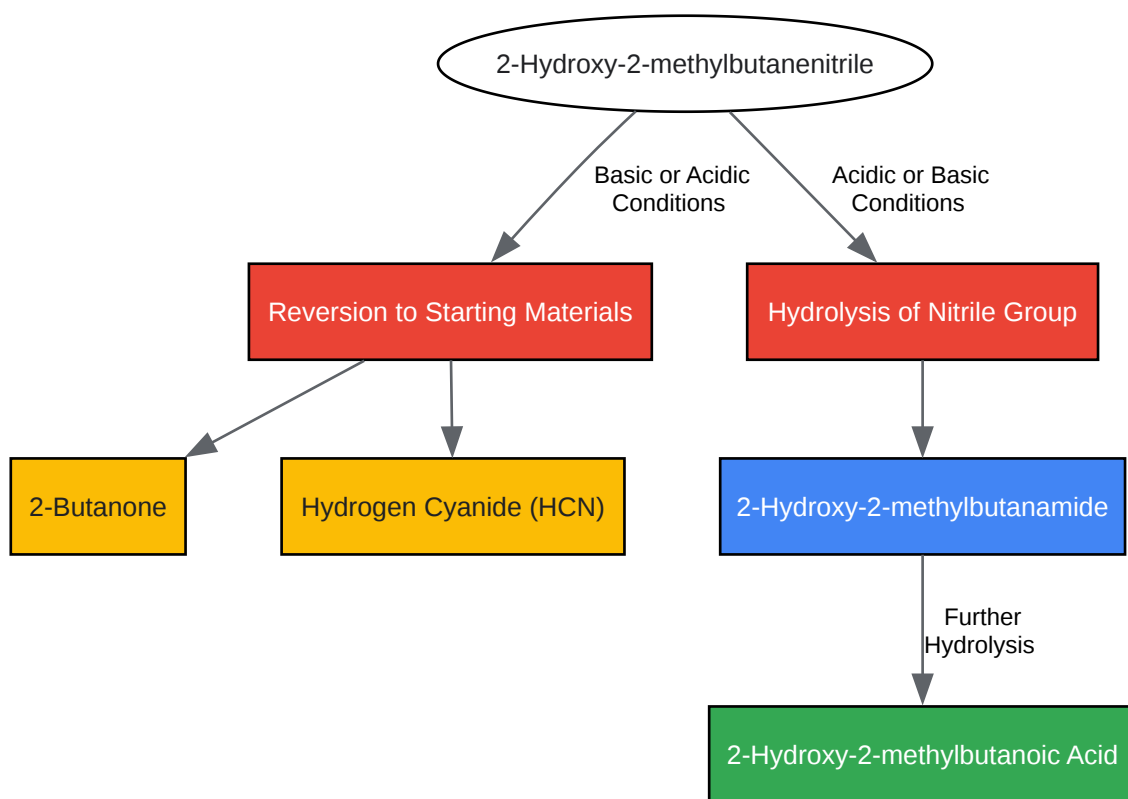 2-Hydroxy-2-methylbutanenitrile
Basic or Acidic
Conditions
Acidic or Basic
Conditions
Reversion to Starting Materials
Hydrolysis of Nitrile Group
2-Butanone
Hydrogen Cyanide (HCN)
2-Hydroxy-2-methylbutanamide
Further
Hydrolysis
2-Hydroxy-2-methylbutanoic Acid